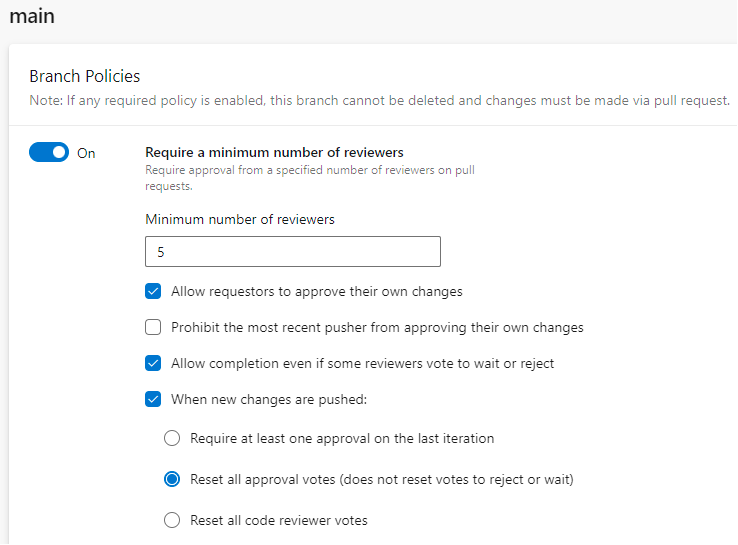 main
Branch Policies
Note: If any required policy is enabled, this branch cannot be deleted and changes must be made via pull request.
On
Require a minimum number of reviewers
Require approval from a specified number of reviewers on pull
requests.
Minimum number of reviewers
5
Allow requestors to approve their own changes
Prohibit the most recent pusher from approving their own changes
Allow completion even if some reviewers vote to wait or reject
When new changes are pushed:
Require at least one approval on the last iteration
Reset all approval votes (does not reset votes to reject or wait)
Reset all code reviewer votes